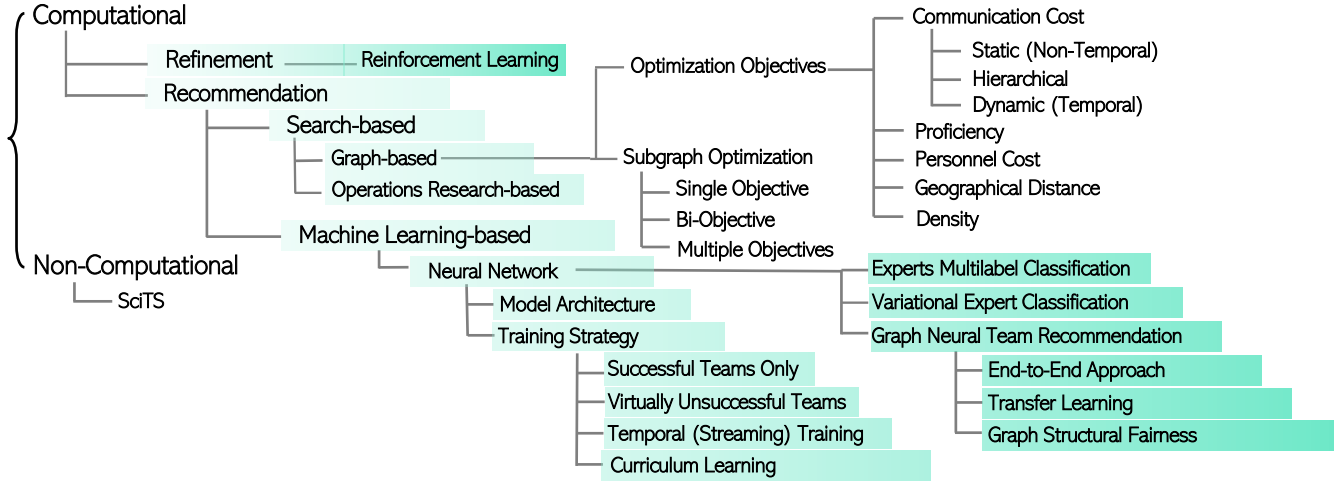 Computational
Refinement
Reinforcement Learning
Recommendation
Search-based
Graph-based
Operations Research-based
Optimization Objectives
Communication Cost
Static (Non-Temporal)
Hierarchical
Dynamic (Temporal)
Proficiency
Personnel Cost
Geographical Distance
Density
Subgraph Optimization
Single Objective
Bi-Objective
Multiple Objectives
Machine Learning-based
Neural Network
Model Architecture
Training Strategy
Successful Teams Only
Virtually Unsuccessful Teams
Temporal (Streaming) Training
Curriculum Learning
Experts Multilabel Classification
Variational Expert Classification
Graph Neural Team Recommendation
End-to-End Approach
Transfer Learning
Graph Structural Fairness
Non-Computational
SciTS